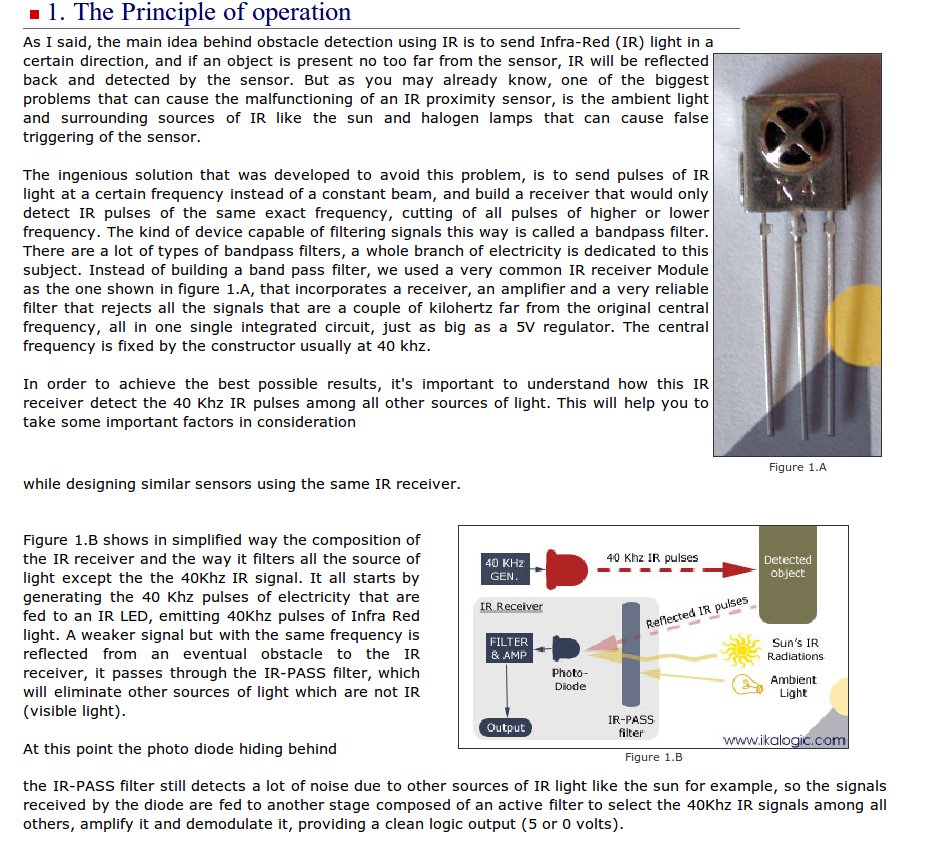 1. The Principle of operation
As I said, the main idea behind obstacle detection using IR is to send Infra-Red (IR) light in a
certain direction, and if an object is present no too far from the sensor, IR will be reflected
back and detected by the sensor. But as you may already know, one of the biggest
problems that can cause the malfunctioning of an IR proximity sensor, is the ambient light
and surrounding sources of IR like the sun and halogen lamps that can cause false
triggering of the sensor.
The ingenious solution that was developed to avoid this problem, is to send pulses of IR
light at a certain frequency instead of a constant beam, and build a receiver that would only
detect IR pulses of the same exact frequency, cutting of all pulses of higher or lower
frequency. The kind of device capable of filtering signals this way is called a bandpass filter.
There are a lot of types of bandpass filters, a whole branch of electricity is dedicated to this
subject. Instead of building a band pass filter, we used a very common IR receiver Module
as the one shown in figure 1.A, that incorporates a receiver, an amplifier and a very reliable
filter that rejects all the signals that are a couple of kilohertz far from the original central
frequency, all in one single integrated circuit, just as big as a 5V regulator. The central
frequency is fixed by the constructor usually at 40 khz.
In order to achieve the best possible results, it's important to understand how this IR
receiver detect the 40 Khz IR pulses among all other sources of light. This will help you to
take some important factors in consideration
Figure 1.A
while designing similar sensors using the same IR receiver.
Figure 1.B shows in simplified way the composition of
the IR receiver and the way it filters all the source of
light except the the 40Khz IR signal. It all starts by
generating the 40 Khz pulses of electricity that are
fed to an IR LED, emitting 40Khz pulses of Infra Red
light. A weaker signal but with the same frequency is
reflected from an eventual obstacle to the IR
receiver, it passes through the IR-PASS filter, which
will eliminate other sources of light which are not IR
(visible light).
At this point the photo diode hiding behind
40 KHz
GEN.
40 Khz IR pulses
Detected
object
IR Receiver
Reflected IR pulses
FILTER
& AMP
Photo-
Diode
Sun's IR
Radiations
Ambient
Light
Output
IR-PASS
filter
www.ikalogic.com
Figure 1.B
the IR-PASS filter still detects a lot of noise due to other sources of IR light like the sun for example, so the signals
received by the diode are fed to another stage composed of an active filter to select the 40Khz IR signals among all
others, amplify it and demodulate it, providing a clean logic output (5 or 0 volts).